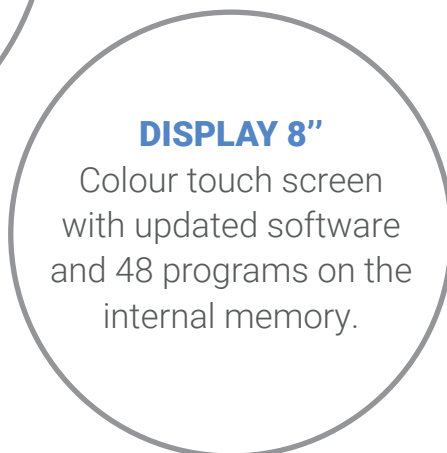 DISPLAY 8’’
Colour touch screen
with updated software
and 48 programs on the
internal memory.